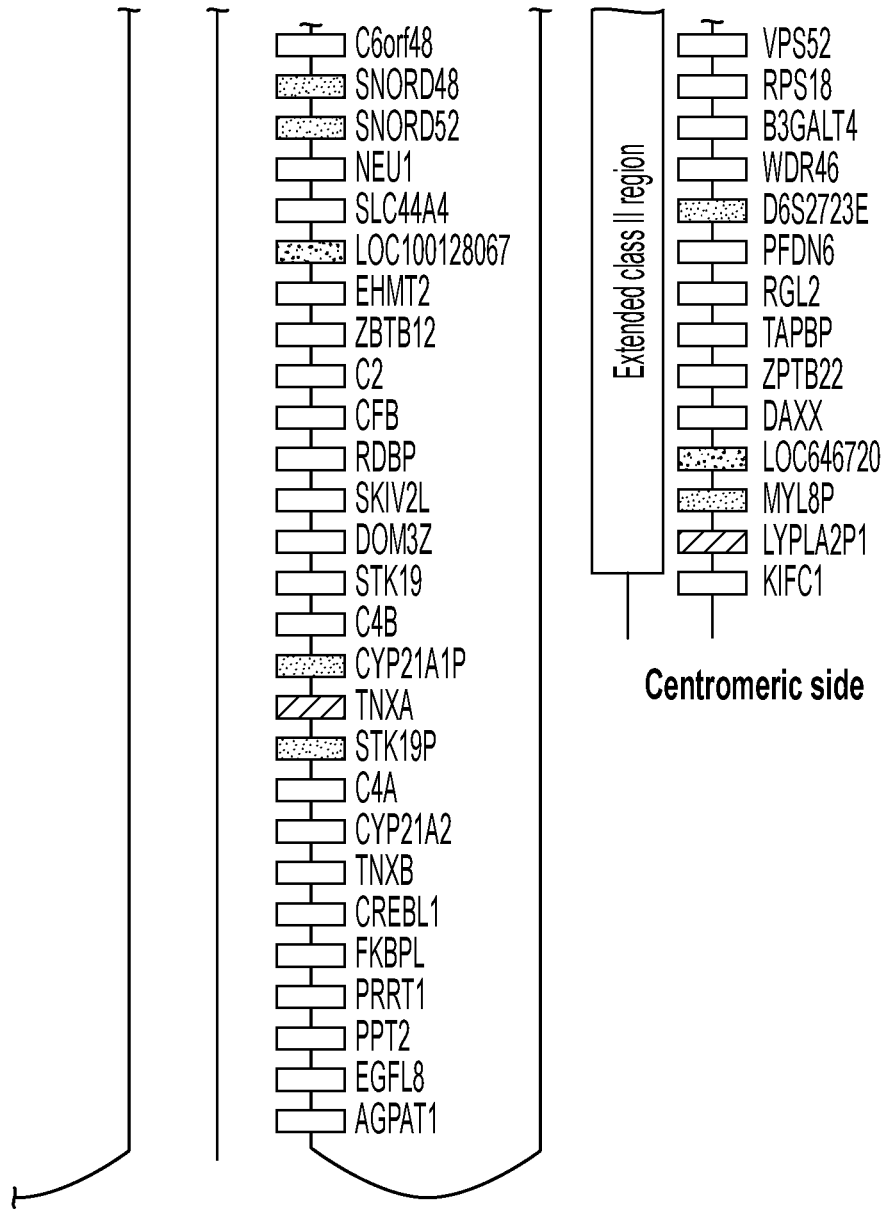 C6orf48
SNORD48
SNORD52
NEU1
SLC44A4
LOC100128067
EHMT2
ZBTB12
C2
CFB
RDBP
SKIV2L
DOM3Z
STK19
C4B
CYP21A1P
TNXA
STK19P
C4A
CYP21A2
TNXB
CREBL1
FKBPL
PRRT1
PPT2
EGFL8
AGPAT1
Extended class II region
VPS52
RPS18
B3GALT4
WDR46
D6S2723E
PFDN6
RGL2
TAPBP
ZPTB22
DAXX
LOC646720
MYL8P
LYPLA2P1
KIFC1
Centromeric side